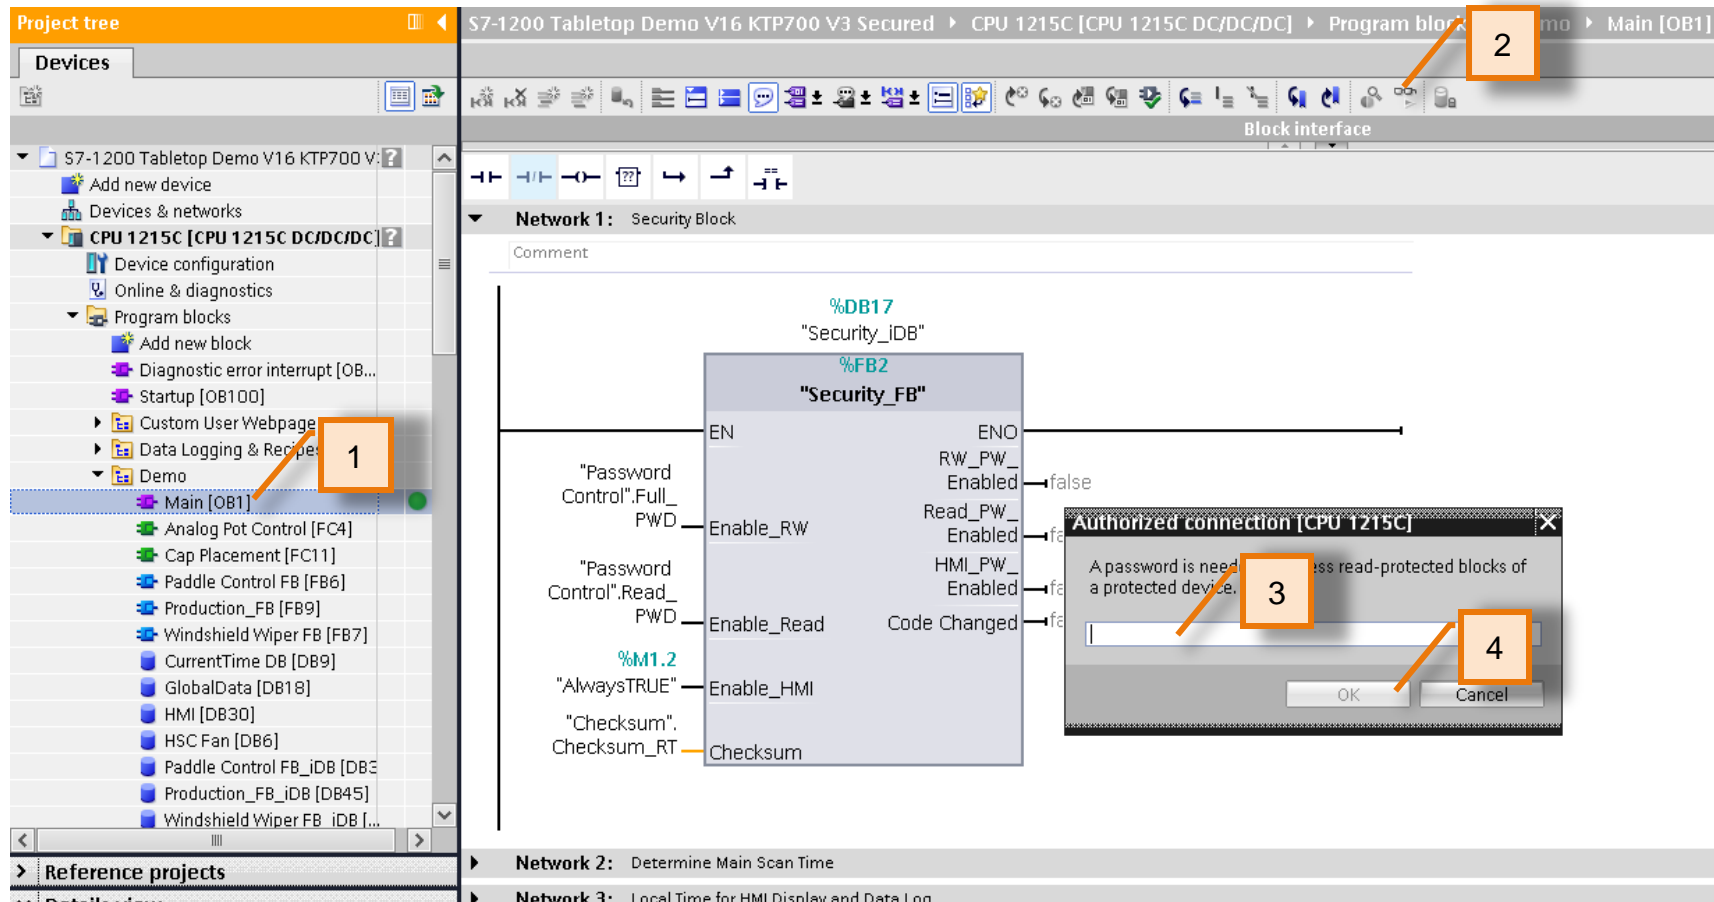 Project tree
S7-1200 Tabletop Demo V16 KTP700 V3 Secured
CPU 1215C [CPU 1215C DC/DC/DC]
Program
Main [OB1]
2
Devices
Block interface
S7-1200 Tabletop Demo V16 KTP700 V
Add new device
Devices & networks
CPU 1215C [CPU 1215C DC/DC/DC]
Device configuration
Online & diagnostics
Program blocks
Add new block
Diagnostic error interrupt [OB...
Startup [OB100]
Custom User Webpage
Data Logging & Recipes
1
Demo
Main [OB1]
Analog Pot Control [FC4]
Cap Placement [FC11]
Paddle Control FB [FB6]
Production_FB [FB9]
Windshield Wiper FB [FB7]
CurrentTime DB [DB9]
GlobalData [DB18]
HMI [DB30]
HSC Fan [DB6]
Paddle Control FB_iDB [DB3
Production_FB_iDB [DB45]
Windshield Wiper FB_iDB [...
Reference projects
Details view
??
==
Network 1: Security Block
Comment
%DB17
"Security_iDB"
%FB2
"Security_FB"
EN
ENO
"Password
Control".Full_
PWD
Enable_RW
RW_PW_
Enabled
false
"Password
Control".Read_
PWD
Enable_Read
Read_PW_
Enabled
HMI_PW_
Enabled
Code Changed
%M1.2
"AlwaysTRUE"
Enable_HMI
"Checksum".
Checksum_RT
Checksum
Authorized connection [CPU 1215C]
A password is read-protected blocks of
a protected device.
3
4
OK
Cancel
Network 2: Determine Main Scan Time
Network 3: Local Time for HMI Display and Data Log